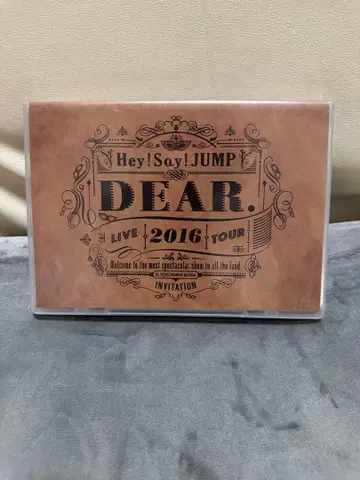 Hey! Say! JUMP
DEAR.
LIVE 2016 TOUR
Welcome to the most spectacular show in all the land.
INVITATION